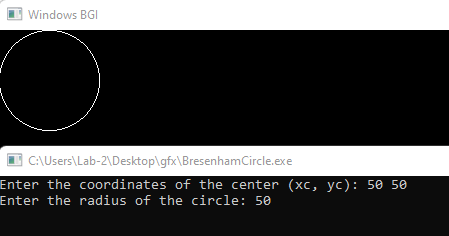 Windows BGI
C:\Users\Lab-2\Desktop\gfx\BresenhamCircle.exe
Enter the coordinates of the center (xc, yc): 50 50
Enter the radius of the circle: 50